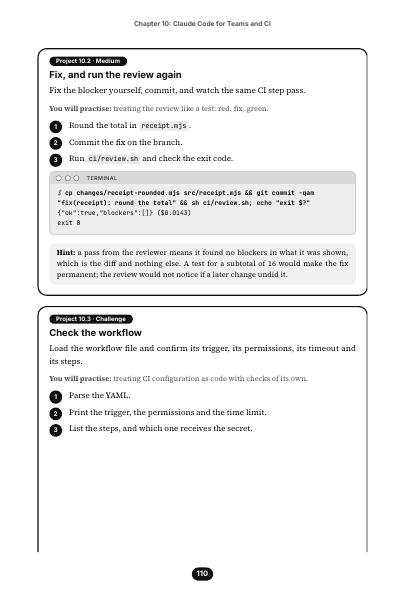 Chapter 10: Claude Code for Teams and CI
Project 10.2 · Medium
Fix, and run the review again
Fix the blocker yourself, commit, and watch the same CI step pass.
You will practise: treating the review like a test: red, fix, green.
1 Round the total in receipt.mjs.
2 Commit the fix on the branch.
3 Run ci/review.sh and check the exit code.
TERMINAL
$ cp changes/receipt-rounded.mjs src/receipt.mjs && git commit -qam
"fix(receipt): round the total" && sh ci/review.sh; echo "exit $?"
{"ok":true,"blockers":[]} ($0.0143)
exit 0
Hint: a pass from the reviewer means it found no blockers in what it was shown,
which is the diff and nothing else. A test for a subtotal of 16 would make the fix
permanent; the review would not notice if a later change undid it.
Project 10.3 · Challenge
Check the workflow
Load the workflow file and confirm its trigger, its permissions, its timeout and
its steps.
You will practise: treating CI configuration as code with checks of its own.
1 Parse the YAML.
2 Print the trigger, the permissions and the time limit.
3 List the steps, and which one receives the secret.
110